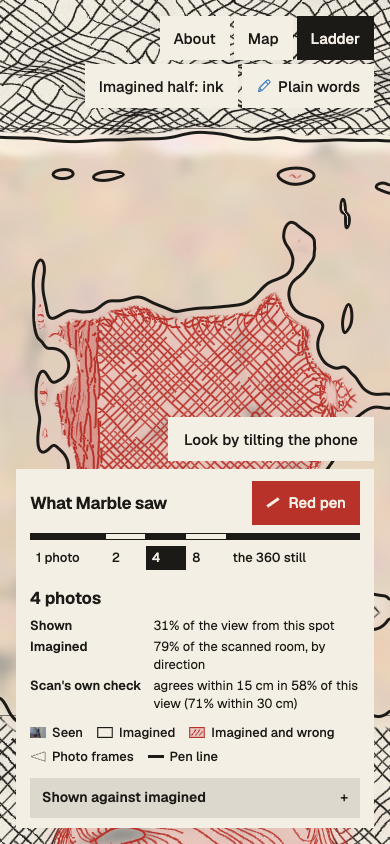 About
Map
Ladder
Imagined half: ink
Plain words
Look by tilting the phone
What Marble saw
Red pen
1 photo
2
4
8
the 360 still
4 photos
Shown
31% of the view from this spot
Imagined
79% of the scanned room, by
direction
Scan's own check
agrees within 15 cm in 58% of this
view (71% within 30 cm)
Seen
Imagined
Imagined and wrong
Photo frames
Pen line
Shown against imagined
+